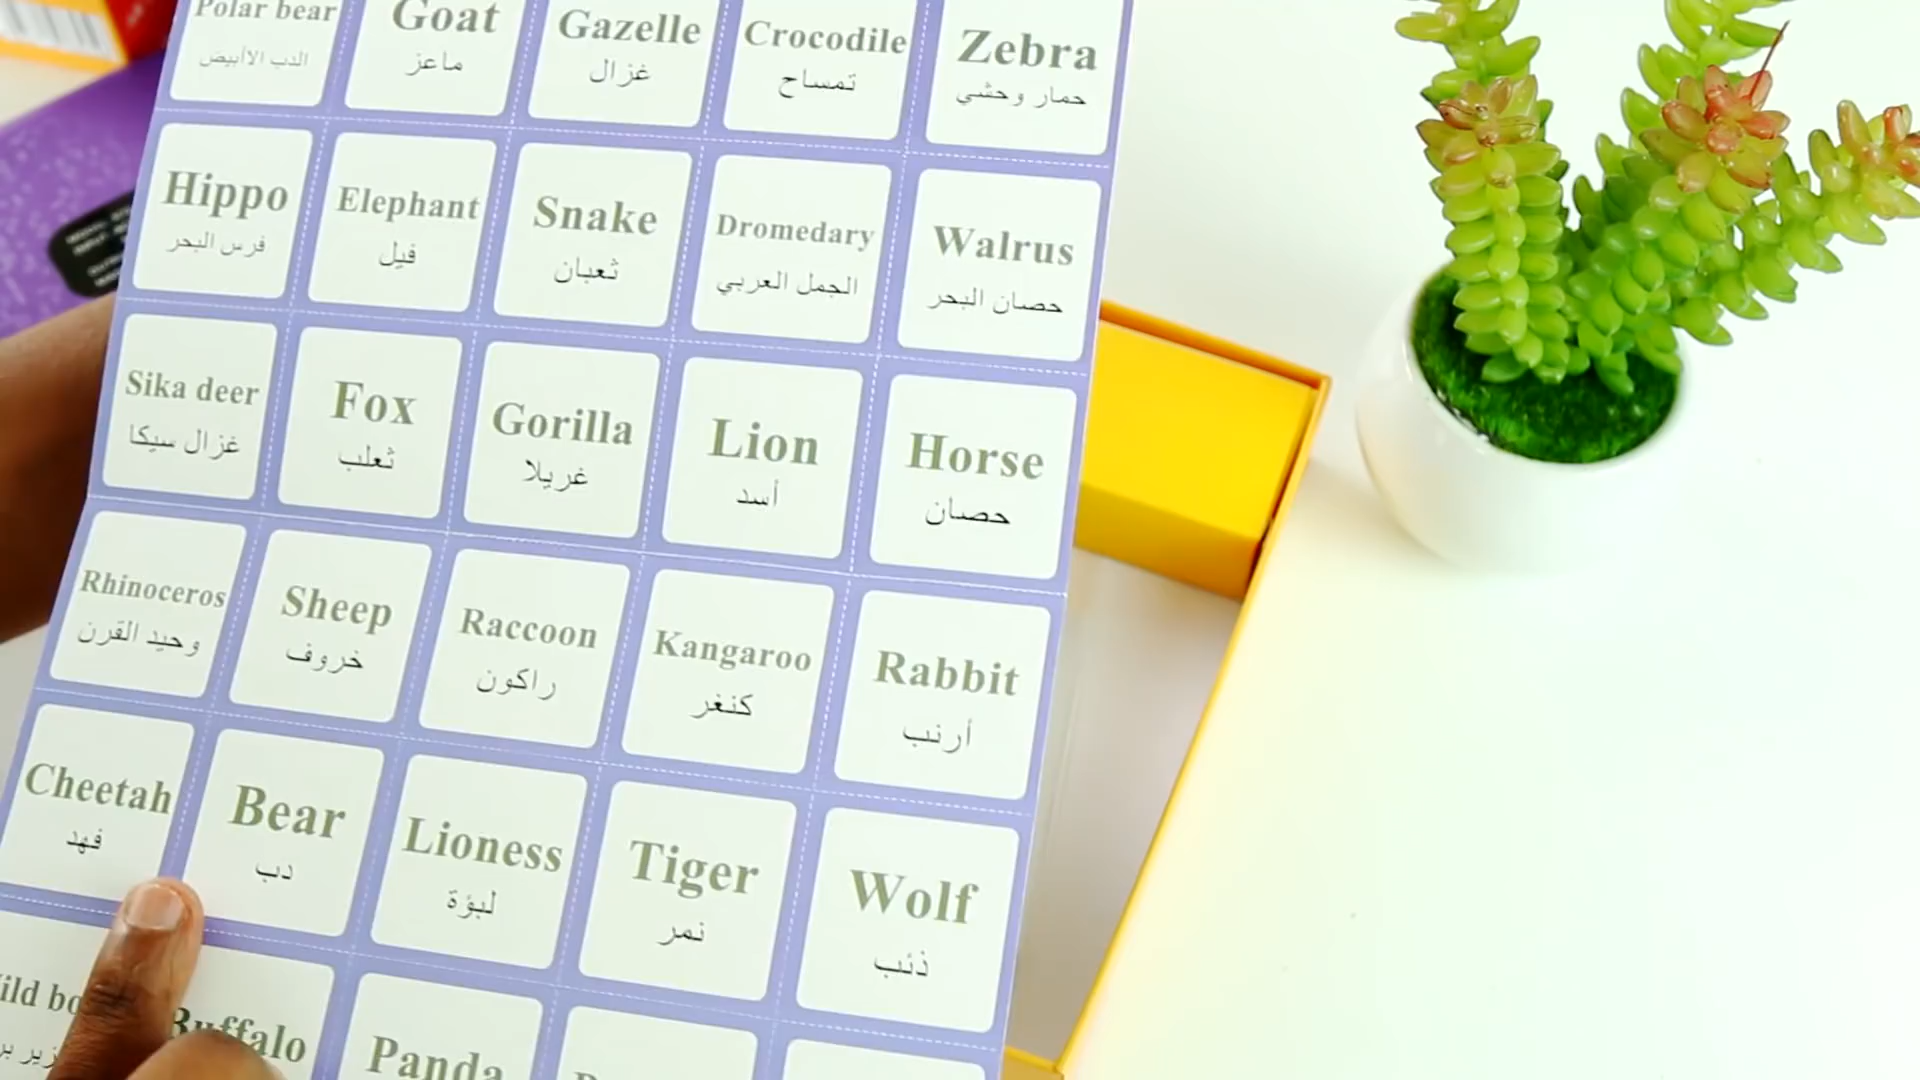 Polar bear
الدب الاأبيض
Goat
ماعز
Gazelle
غزال
Crocodile
تمساح
Zebra
حمار وحشي
Hippo
فرس البحر
Elephant
فيل
Snake
ثعبان
Dromedary
الجمل العربي
Walrus
حصان البحر
Sika deer
غزال سيكا
Fox
ثعلب
Gorilla
غريلا
Lion
أسد
Horse
حصان
Rhinoceros
وحيد القرن
Sheep
خروف
Raccoon
راكون
Kangaroo
كنغر
Rabbit
أرنب
Cheetah
فهد
Bear
دب
Lioness
لبؤة
Tiger
نمر
Wolf
ذئب
Buffalo
Panda